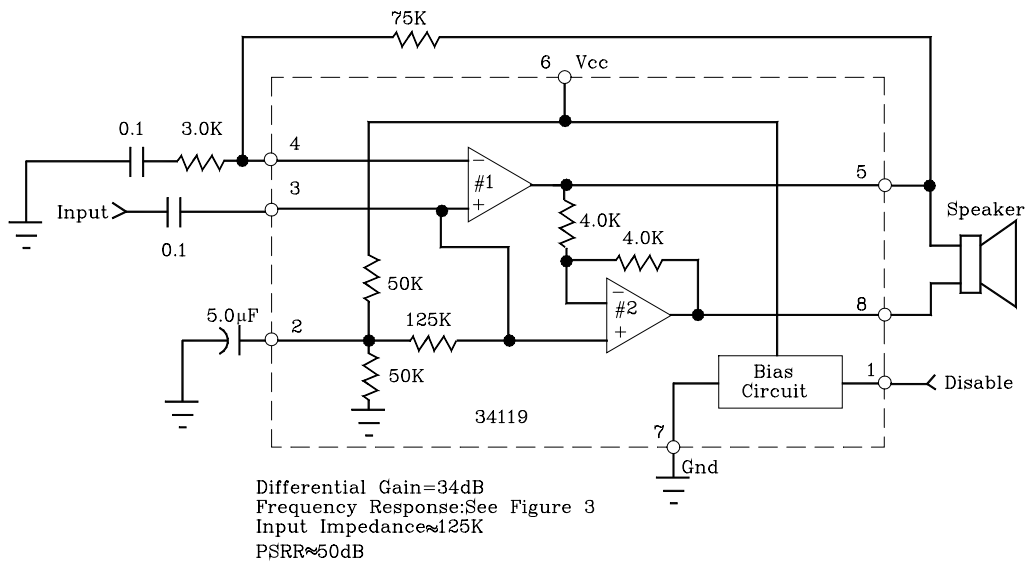 75K
6 Vcc
0.1
3.0K
4
#1
3
5
Input
0.1
4.0K
4.0K
Speaker
50K
#2
8
5.0µF
2
125K
50K
Bias
Circuit
1
Disable
34119
7
Gnd
Differential Gain=34dB
Frequency Response:See Figure 3
Input Impedance≈125K
PSRR≈50dB